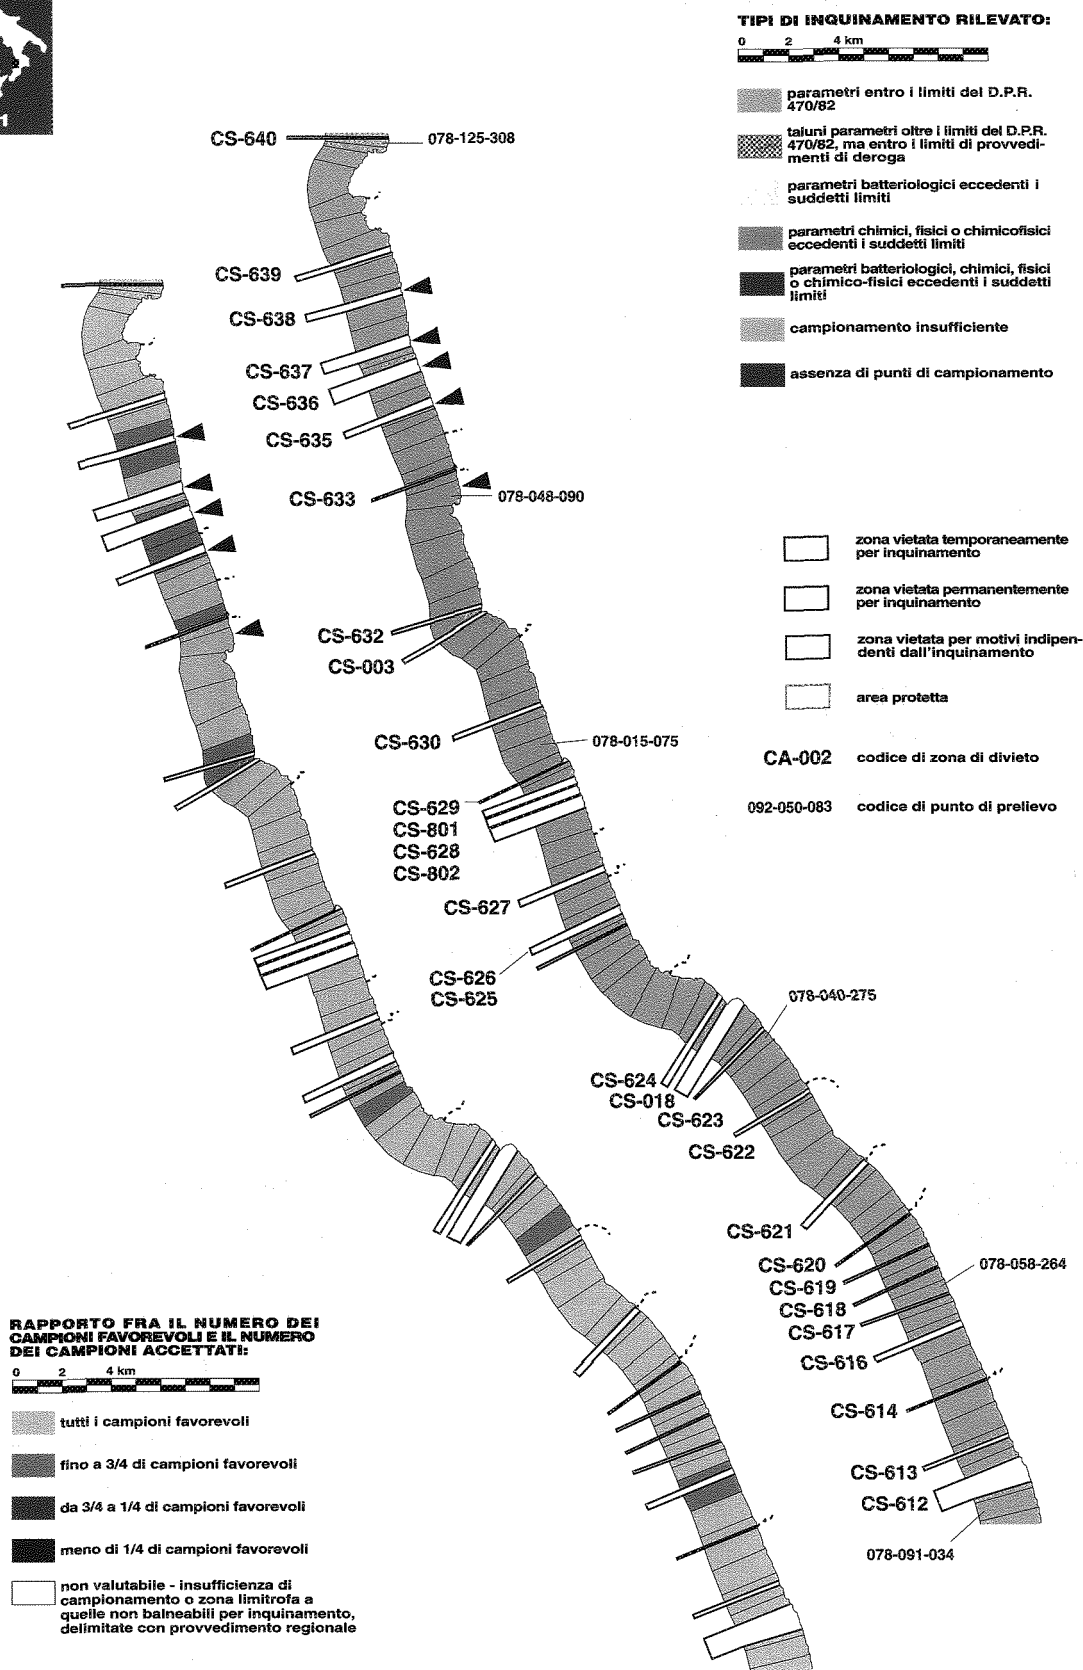 1
TIPI DI INQUINAMENTO RILEVATO:
0 2 4 km
parametri entro i limiti del D.P.R.
470/82
taluni parametri oltre i limiti del D.P.R.
470/82, ma entro i limiti di provvedi-
menti di deroga
parametri batteriologici eccedenti i
suddetti limiti
parametri chimici, fisici o chimicofisici
eccedenti i suddetti limiti
parametri batteriologici, chimici, fisici
o chimico-fisici eccedenti i suddetti
limiti
campionamento insufficiente
assenza di punti di campionamento
zona vietata temporaneamente
per inquinamento
zona vietata permanentemente
per inquinamento
zona vietata per motivi indipen-
denti dall'inquinamento
area protetta
CA-002 codice di zona di divieto
092-050-083 codice di punto di prelievo
CS-640
078-125-308
CS-639
CS-638
CS-637
CS-636
CS-635
CS-633
078-048-090
CS-632
CS-003
CS-630
078-015-075
CS-629
CS-801
CS-628
CS-802
CS-627
CS-626
CS-625
078-040-275
CS-624
CS-018
CS-623
CS-622
CS-621
CS-620
078-058-264
CS-619
CS-618
CS-617
CS-616
CS-614
CS-613
CS-612
078-091-034
RAPPORTO FRA IL NUMERO DEI
CAMPIONI FAVOREVOLI E IL NUMERO
DEI CAMPIONI ACCETTATI:
0 2 4 km
tutti i campioni favorevoli
fino a 3/4 di campioni favorevoli
da 3/4 a 1/4 di campioni favorevoli
meno di 1/4 di campioni favorevoli
non valutabile - insufficienza di
campionamento o zona limitrofa a
quelle non balneabili per inquinamento,
delimitate con provvedimento regionale